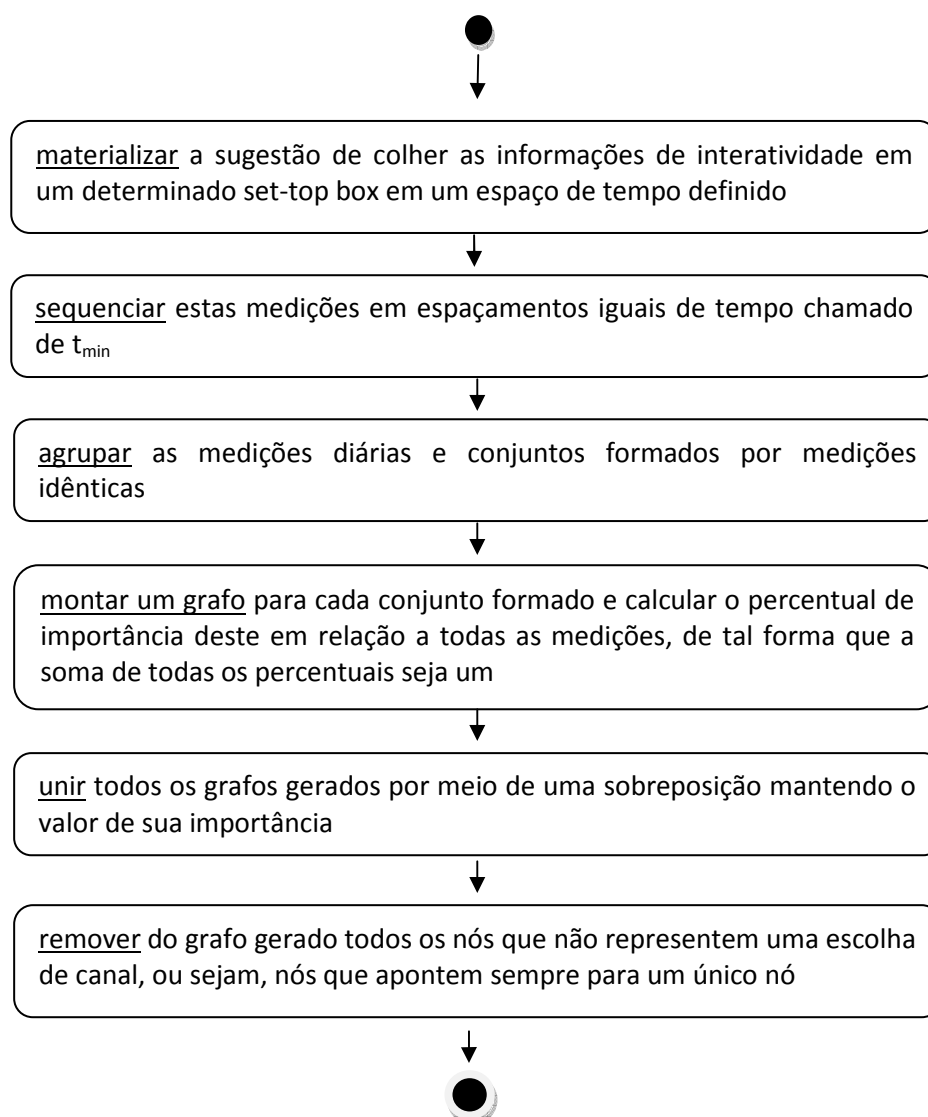 materializar a sugestão de colher as informações de interatividade em
um determinado set-top box em um espaço de tempo definido
sequenciar estas medições em espaçamentos iguais de tempo chamado
de tmin
agrupar as medições diárias e conjuntos formados por medições
idênticas
montar um grafo para cada conjunto formado e calcular o percentual de
importância deste em relação a todas as medições, de tal forma que a
soma de todas os percentuais seja um
unir todos os grafos gerados por meio de uma sobreposição mantendo o
valor de sua importância
remover do grafo gerado todos os nós que não representem uma escolha
de canal, ou sejam, nós que apontem sempre para um único nó